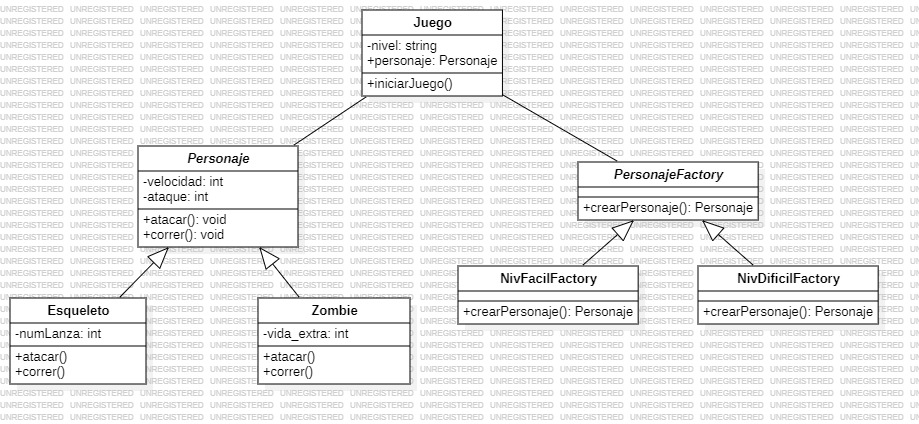 Juego
-nivel: string
+personaje: Personaje
+iniciarJuego()
Personaje
-velocidad: int
-ataque: int
+atacar(): void
+correr(): void
PersonajeFactory
+crearPersonaje(): Personaje
NivFacilFactory
+crearPersonaje(): Personaje
NivDificilFactory
+crearPersonaje(): Personaje
Esqueleto
-numLanza: int
+atacar()
+correr()
Zombie
-vida_extra: int
+atacar()
+correr()
UNREGISTERED